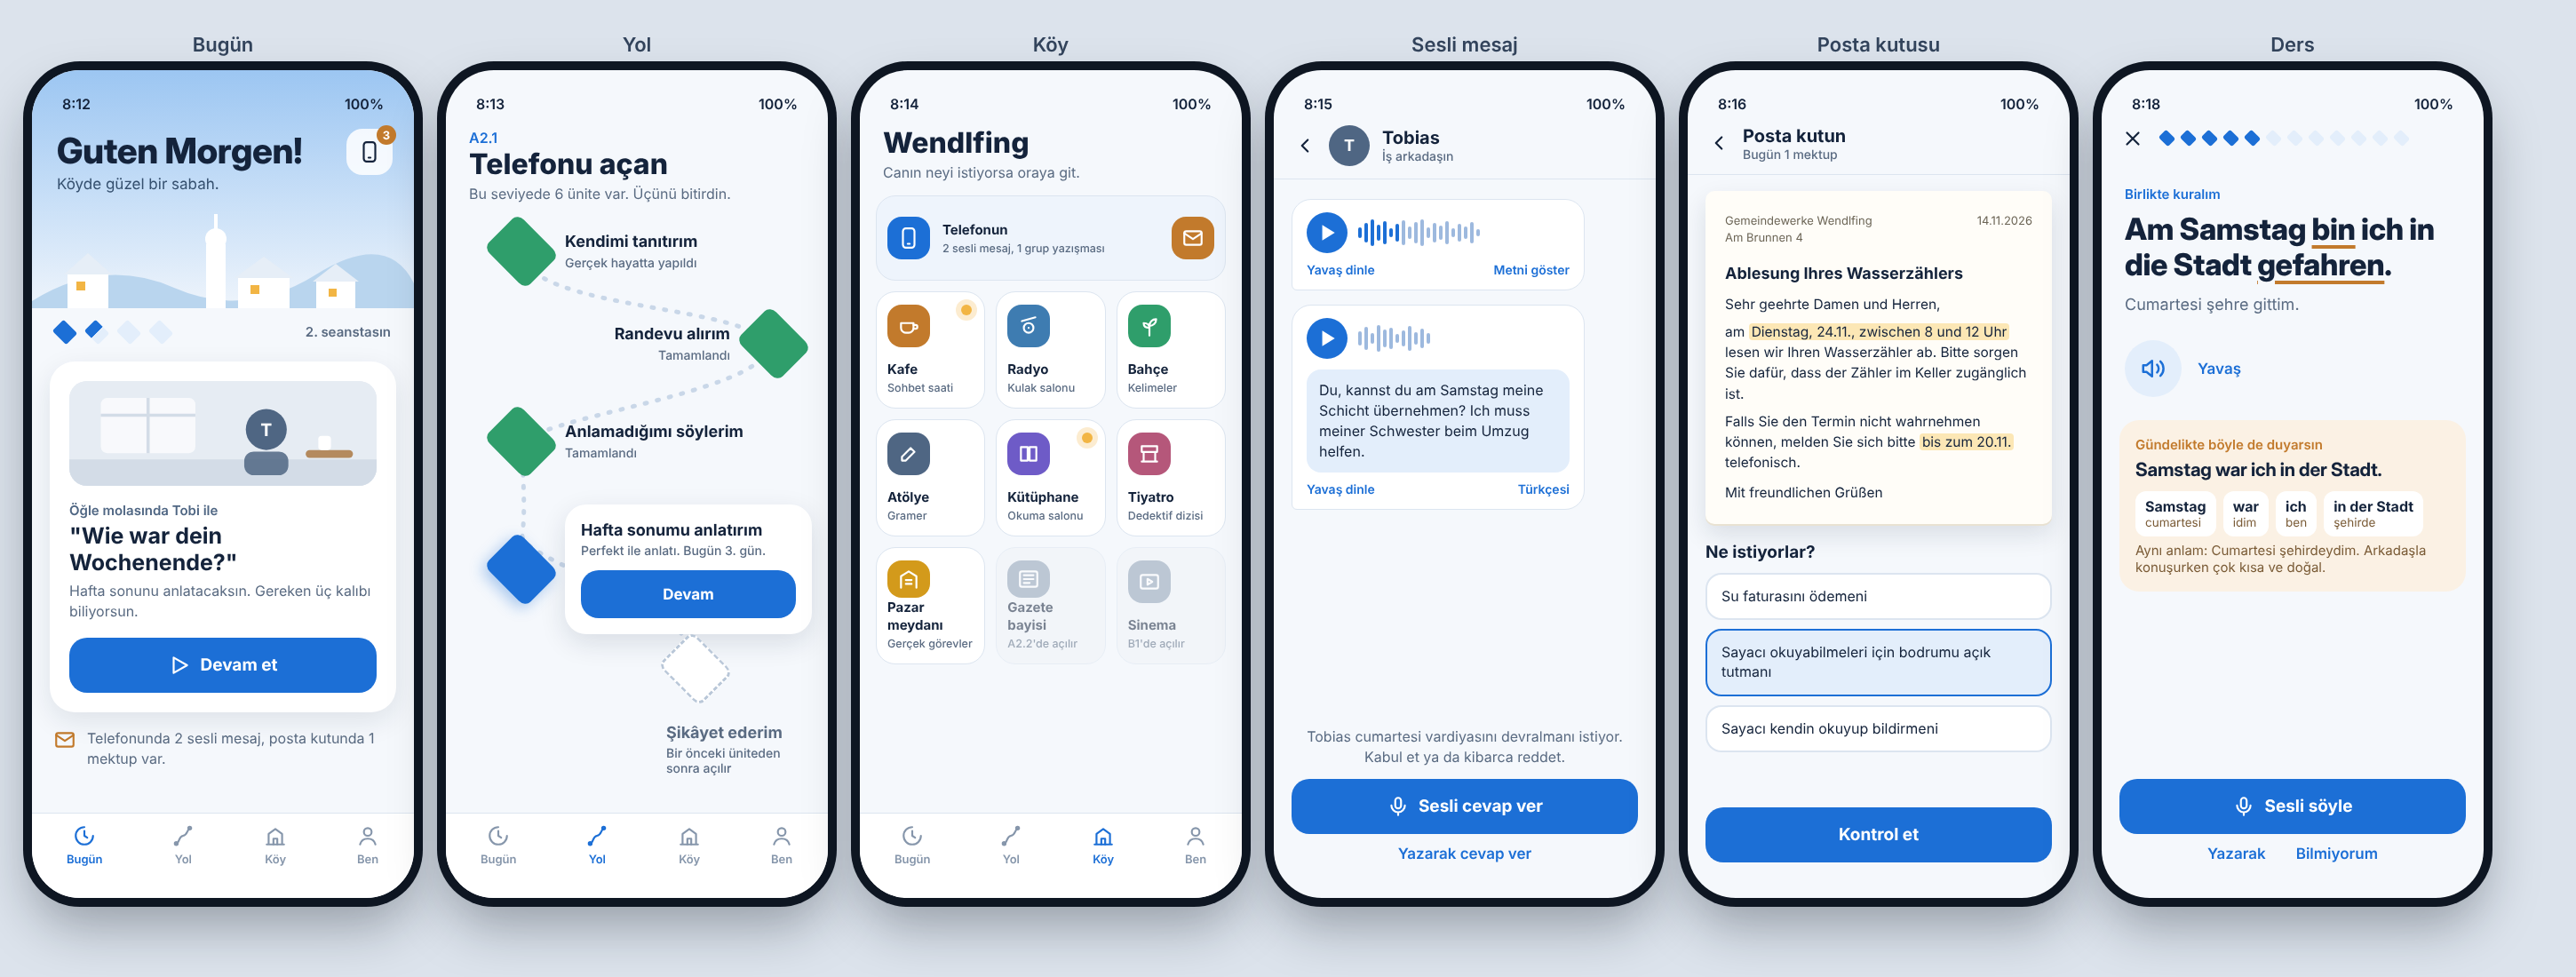 Bugün
8:12
100%
Guten Morgen!
3
Köyde güzel bir sabah.
2. seanstasın
T
Öğle molasında Tobi ile
"Wie war dein
Wochenende?"
Hafta sonunu anlatacaksın. Gereken üç kalıbı
biliyorsun.
Devam et
Telefonunda 2 sesli mesaj, posta kutunda 1
mektup var.
Bugün
Yol
Köy
Ben
Yol
8:13
100%
A2.1
Telefonu açan
Bu seviyede 6 ünite var. Üçünü bitirdin.
Kendimi tanıtırım
Gerçek hayatta yapıldı
Randevu alırım
Tamamlandı
Anlamadığımı söylerim
Tamamlandı
Hafta sonumu anlatırım
Perfekt ile anlatı. Bugün 3. gün.
Devam
Şikâyet ederim
Bir önceki üniteden
sonra açılır
Bugün
Yol
Köy
Ben
Köy
8:14
100%
Wendlfing
Canın neyi istiyorsa oraya git.
Telefonun
2 sesli mesaj, 1 grup yazışması
Kafe
Sohbet saati
Radyo
Kulak salonu
Bahçe
Kelimeler
Atölye
Gramer
Kütüphane
Okuma salonu
Tiyatro
Dedektif dizisi
Pazar
meydanı
Gerçek görevler
Gazete
bayisi
A2.2'de açılır
Sinema
B1'de açılır
Bugün
Yol
Köy
Ben
Sesli mesaj
8:15
100%
T
Tobias
İş arkadaşın
Yavaş dinle
Metni göster
Du, kannst du am Samstag meine
Schicht übernehmen? Ich muss
meiner Schwester beim Umzug
helfen.
Yavaş dinle
Türkçesi
Tobias cumartesi vardiyasını devralmanı istiyor.
Kabul et ya da kibarca reddet.
Sesli cevap ver
Yazarak cevap ver
Posta kutusu
8:16
100%
Posta kutun
Bugün 1 mektup
Gemeindewerke Wendlfing
14.11.2026
Am Brunnen 4
Ablesung Ihres Wasserzählers
Sehr geehrte Damen und Herren,
am Dienstag, 24.11., zwischen 8 und 12 Uhr
lesen wir Ihren Wasserzähler ab. Bitte sorgen
Sie dafür, dass der Zähler im Keller zugänglich
ist.
Falls Sie den Termin nicht wahrnehmen
können, melden Sie sich bitte bis zum 20.11.
telefonisch.
Mit freundlichen Grüßen
Ne istiyorlar?
Su faturasını ödemeni
Sayacı okuyabilmeleri için bodrumu açık
tutmanı
Sayacı kendin okuyup bildirmeni
Kontrol et
Ders
8:18
100%
Birlikte kuralım
Am Samstag bin ich in
die Stadt gefahren.
Cumartesi şehre gittim.
Yavaş
Gündelikte böyle de duyarsın
Samstag war ich in der Stadt.
Samstag
cumartesi
war
idim
ich
ben
in der Stadt
şehirde
Aynı anlam: Cumartesi şehirdeydim. Arkadaşla
konuşurken çok kısa ve doğal.
Sesli söyle
Yazarak
Bilmiyorum